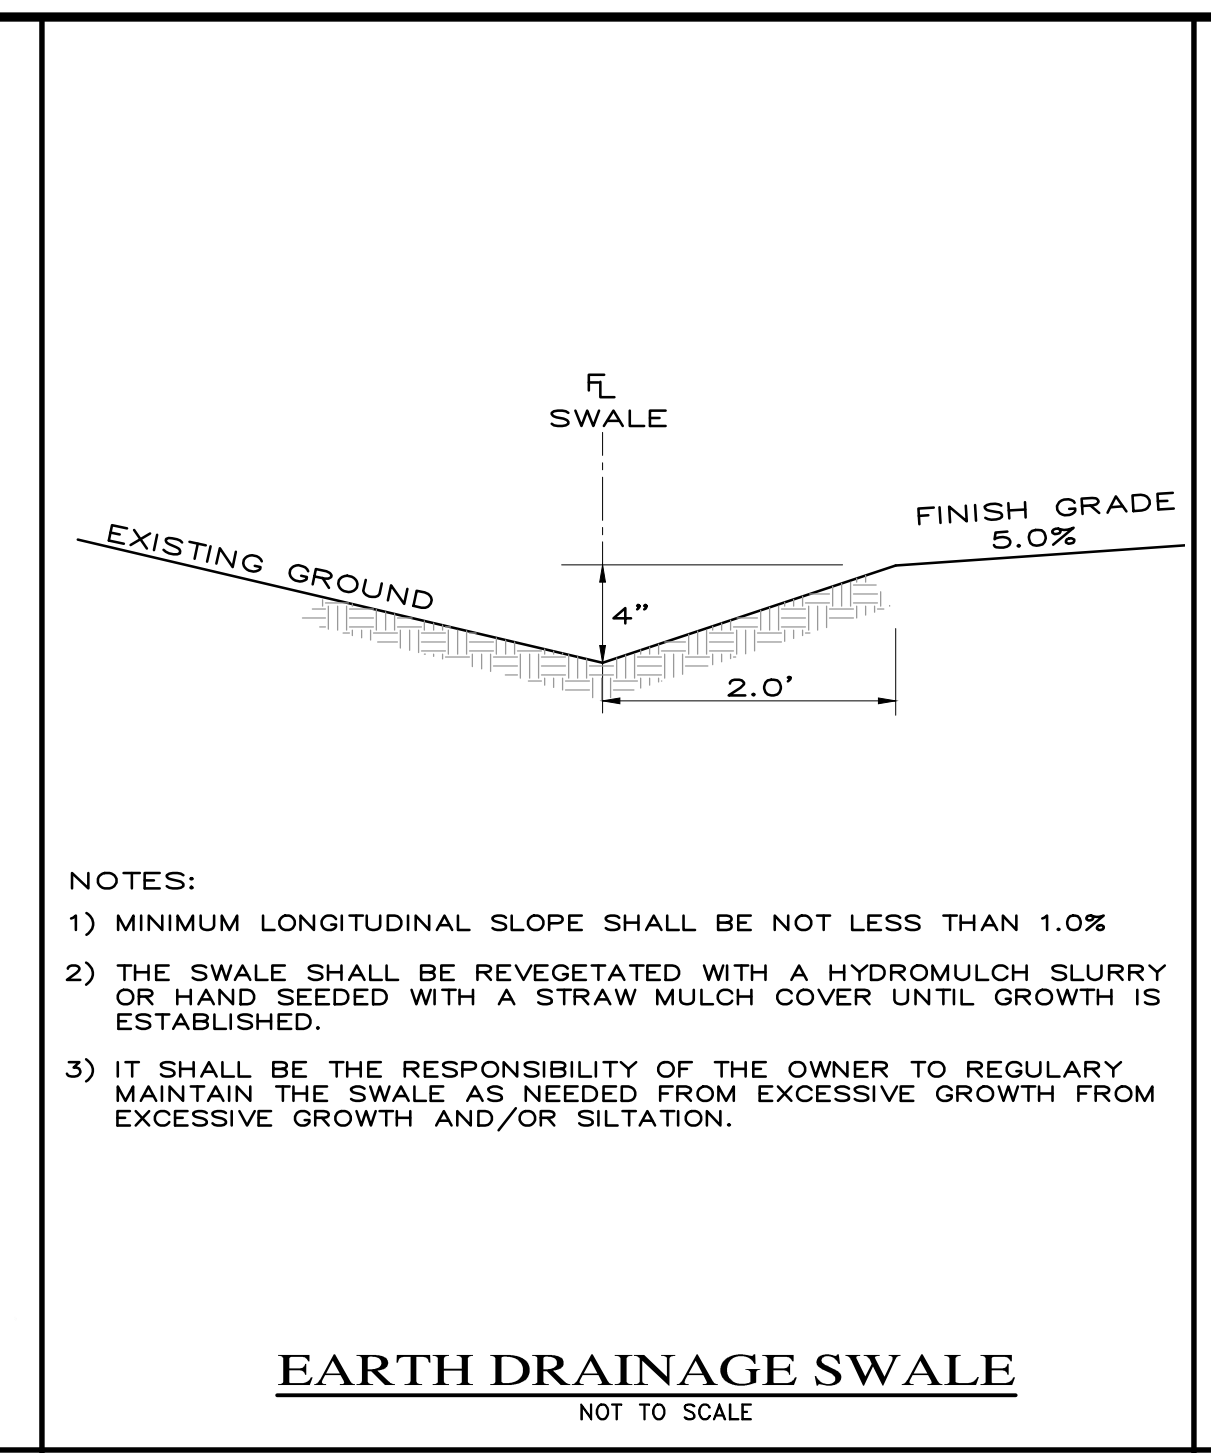 FL
SWALE
EXISTING GROUND
FINISH GRADE
5.0%
4"
2.0'
NOTES:
1) MINIMUM LONGITUDINAL SLOPE SHALL BE NOT LESS THAN 1.0%
2) THE SWALE SHALL BE REVEGETATED WITH A HYDROMULCH SLURRY
OR HAND SEEDED WITH A STRAW MULCH COVER UNTIL GROWTH IS
ESTABLISHED.
3) IT SHALL BE THE RESPONSIBILITY OF THE OWNER TO REGULARY
MAINTAIN THE SWALE AS NEEDED FROM EXCESSIVE GROWTH FROM
EXCESSIVE GROWTH AND/OR SILTATION.
EARTH DRAINAGE SWALE
NOT TO SCALE